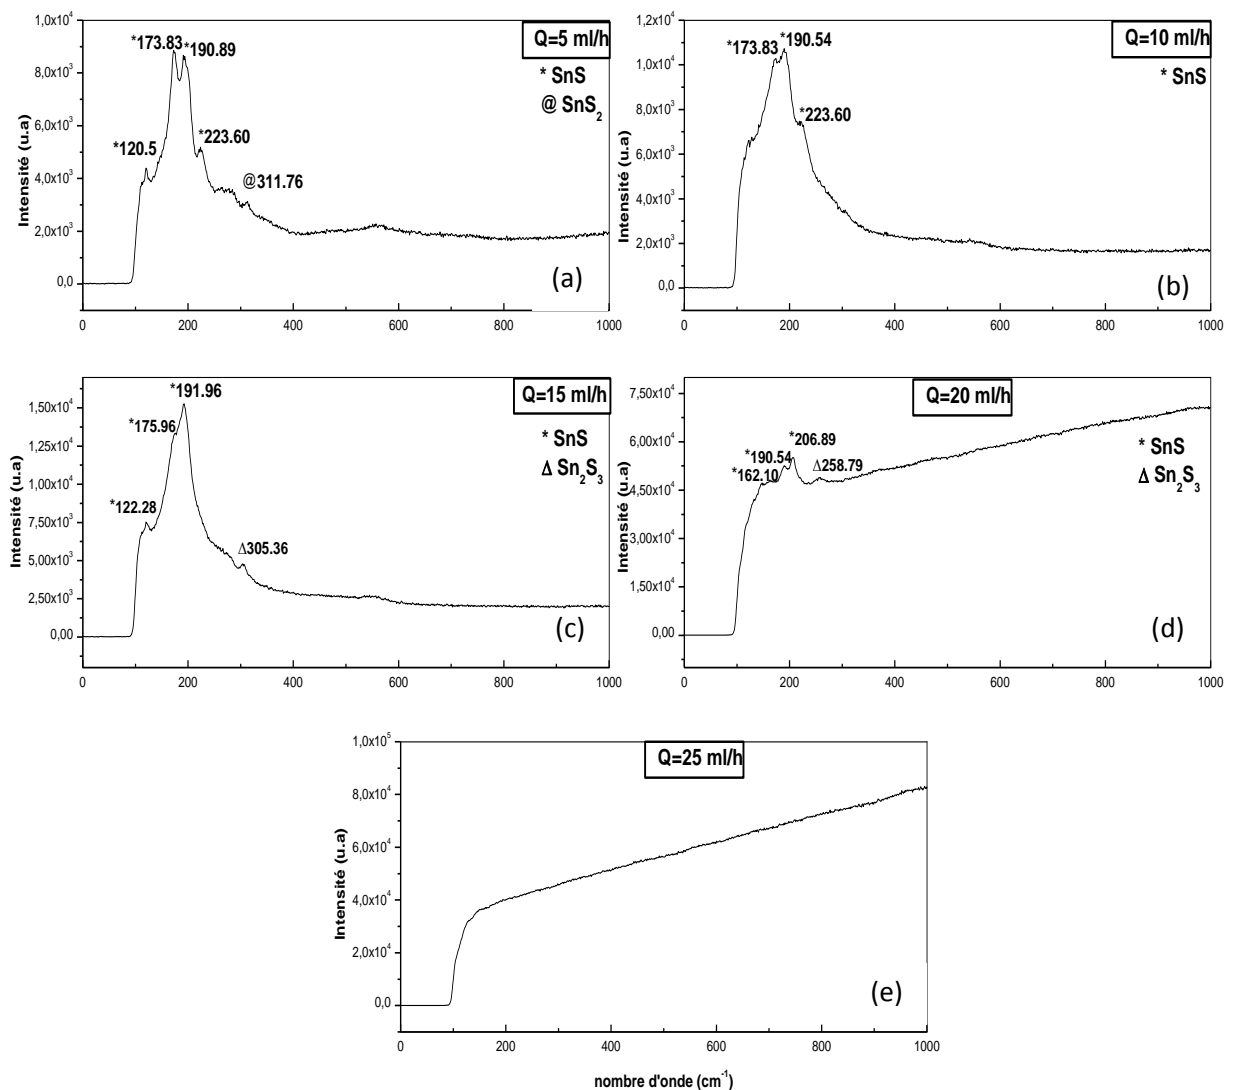 Q=5 ml/h
* SnS
@ SnS₂
*173.83
*190.89
*120.5
*223.60
@311.76
Intensité (u.a)
1,0x10⁴
8,0x10³
6,0x10³
4,0x10³
2,0x10³
0,0
0 200 400 600 800 1000
(a)
Q=10 ml/h
* SnS
*190.54
*173.83
*223.60
Intensité (u.a)
1,2x10⁴
1,0x10⁴
8,0x10³
6,0x10³
4,0x10³
2,0x10³
0,0
0 200 400 600 800 1000
(b)
Q=15 ml/h
* SnS
Δ Sn₂S₃
*191.96
*175.96
*122.28
Δ305.36
Intensité (u.a)
1,50x10⁴
1,25x10⁴
1,00x10⁴
7,50x10³
5,00x10³
2,50x10³
0,00
0 200 400 600 800 1000
(c)
Q=20 ml/h
* SnS
Δ Sn₂S₃
*206.89
*190.54
Δ258.79
*162.10
Intensité (u.a)
7,50x10⁴
6,00x10⁴
4,50x10⁴
3,00x10⁴
1,50x10⁴
0,00
0 200 400 600 800 1000
(d)
Q=25 ml/h
Intensité (u.a)
1,0x10⁵
8,0x10⁴
6,0x10⁴
4,0x10⁴
2,0x10⁴
0,0
0 200 400 600 800 1000
(e)
nombre d'onde (cm⁻¹)